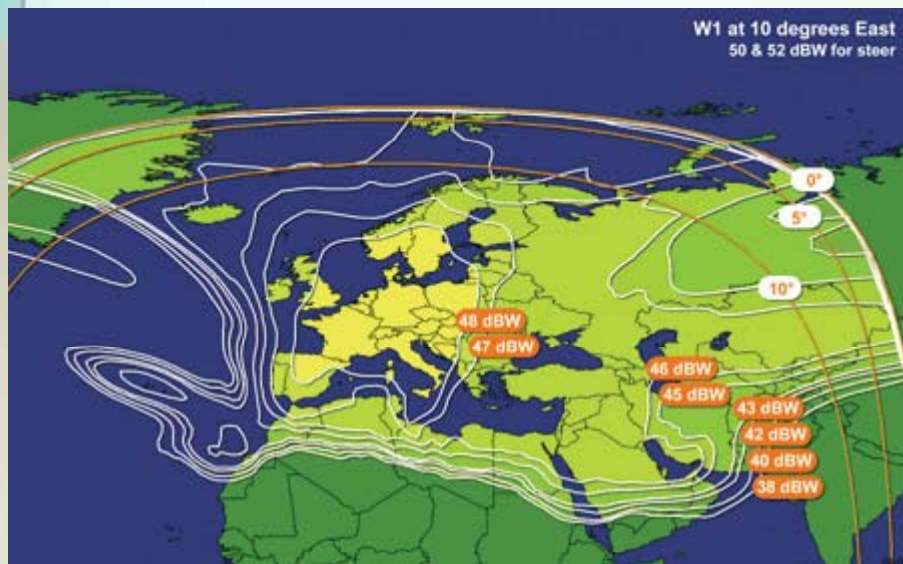 W1 at 10 degrees East
50 & 52 dBW for steer
0°
5°
10°
48 dBW
47 dBW
46 dBW
45 dBW
43 dBW
42 dBW
40 dBW
38 dBW